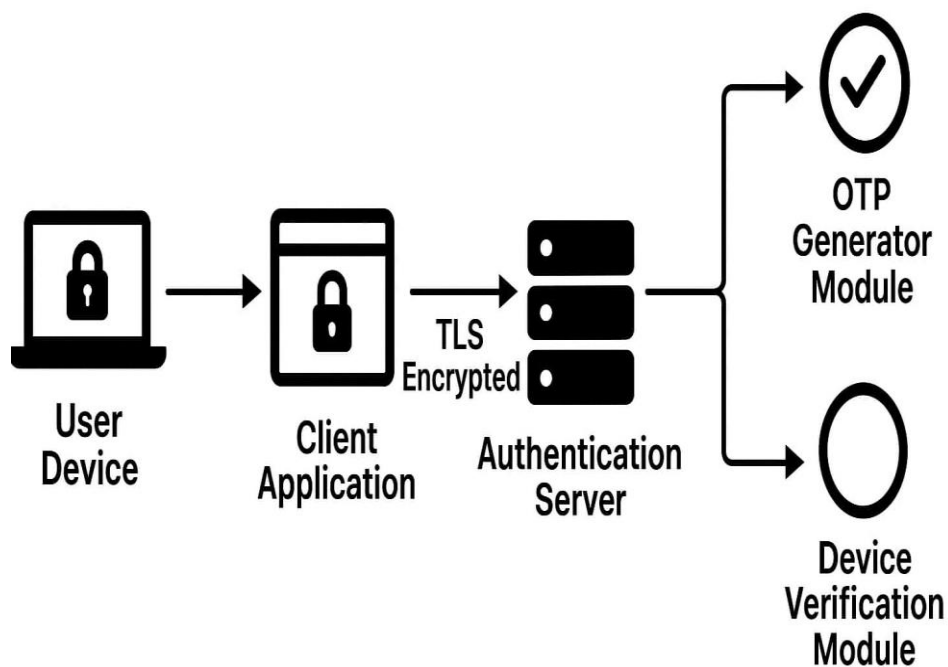 User
Device
Client
Application
TLS
Encrypted
Authentication
Server
OTP
Generator
Module
Device
Verification
Module